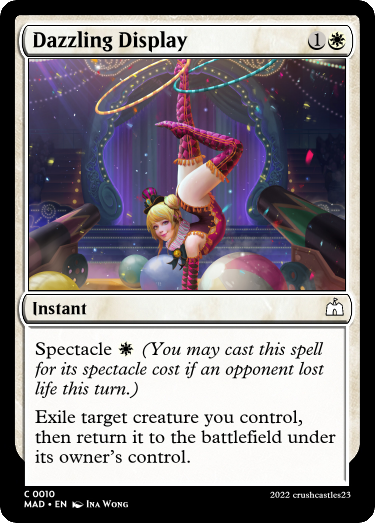 Dazzling Display 1
Instant
Spectacle (You may cast this spell
for its spectacle cost if an opponent lost
life this turn.)
Exile target creature you control,
then return it to the battlefield under
its owner's control.
C 0010
MAD • EN Ina Wong
2022 crushcastles23